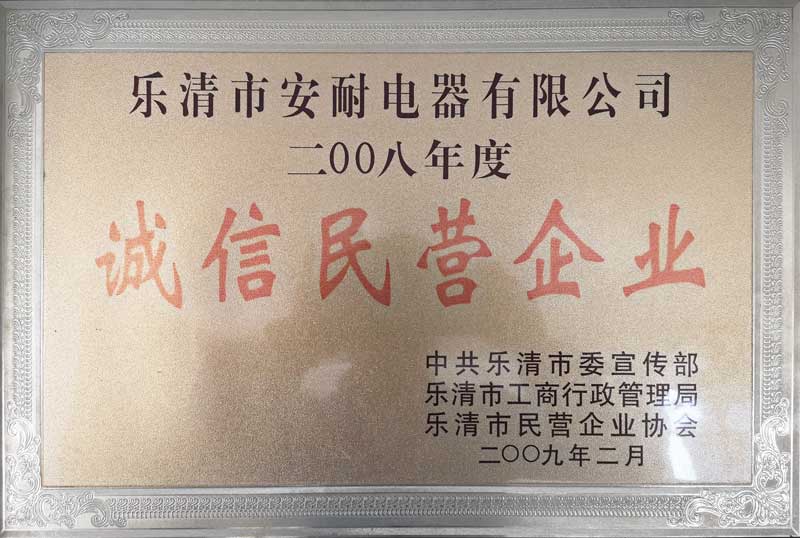 乐清市安耐电器有限公司
二00八年度
诚信民营企业
中共乐清市委宣传部
乐清市工商行政管理局
乐清市民营企业协会
二〇〇九年二月